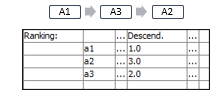 A1 A3 A2
Ranking: ... Descend. ...
a1 ... 1.0 ...
a2 ... 3.0 ...
a3 ... 2.0 ...